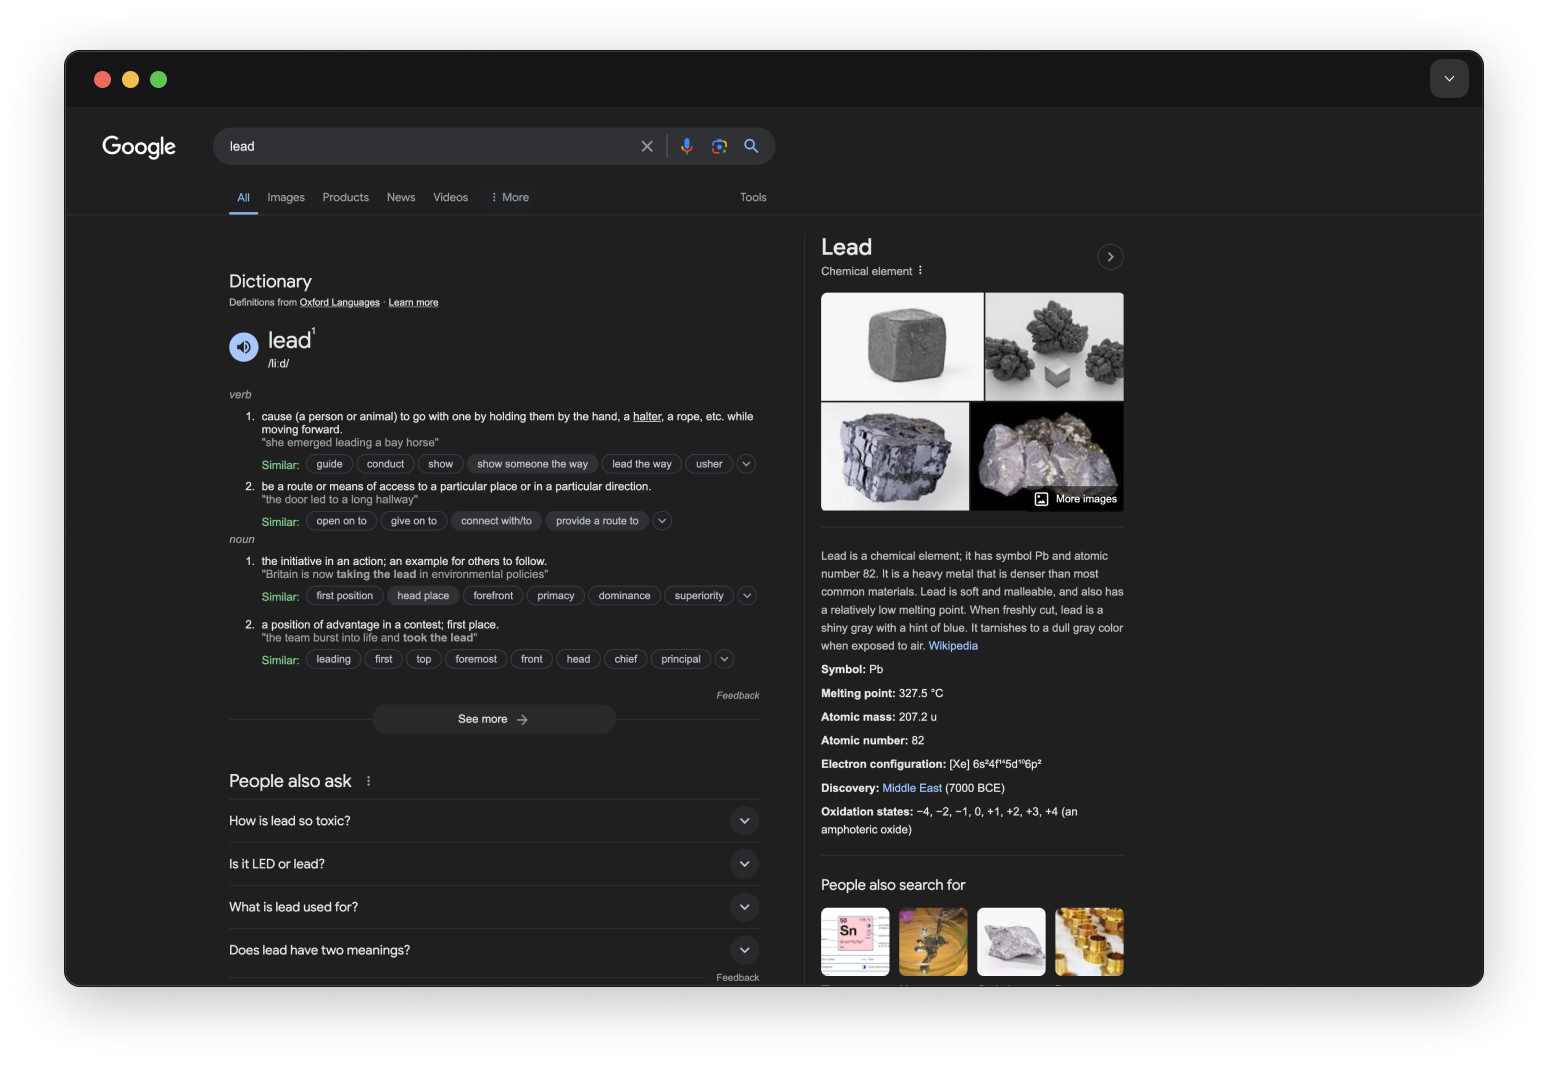 Google
lead
All Images Products News Videos More Tools
Dictionary
Definitions from Oxford Languages · Learn more
lead¹
/liːd/
verb
1. cause (a person or animal) to go with one by holding them by the hand, a halter, a rope, etc. while
moving forward.
"she emerged leading a bay horse"
Similar: guide conduct show show someone the way lead the way usher
2. be a route or means of access to a particular place or in a particular direction.
"the door led to a long hallway"
Similar: open on to give on to connect with/to provide a route to
noun
1. the initiative in an action; an example for others to follow.
"Britain is now taking the lead in environmental policies"
Similar: first position head place forefront primacy dominance superiority
2. a position of advantage in a contest; first place.
"the team burst into life and took the lead"
Similar: leading first top foremost front head chief principal
Feedback
See more
People also ask
How is lead so toxic?
Is it LED or lead?
What is lead used for?
Does lead have two meanings?
Feedback
Lead
Chemical element
More images
Lead is a chemical element; it has symbol Pb and atomic
number 82. It is a heavy metal that is denser than most
common materials. Lead is soft and malleable, and also has
a relatively low melting point. When freshly cut, lead is a
shiny gray with a hint of blue. It tarnishes to a dull gray color
when exposed to air. Wikipedia
Symbol: Pb
Melting point: 327.5 °C
Atomic mass: 207.2 u
Atomic number: 82
Electron configuration: [Xe] 6s²4f¹⁴5d¹⁰6p²
Discovery: Middle East (7000 BCE)
Oxidation states: −4, −2, −1, 0, +1, +2, +3, +4 (an
amphoteric oxide)
People also search for
50
Sn